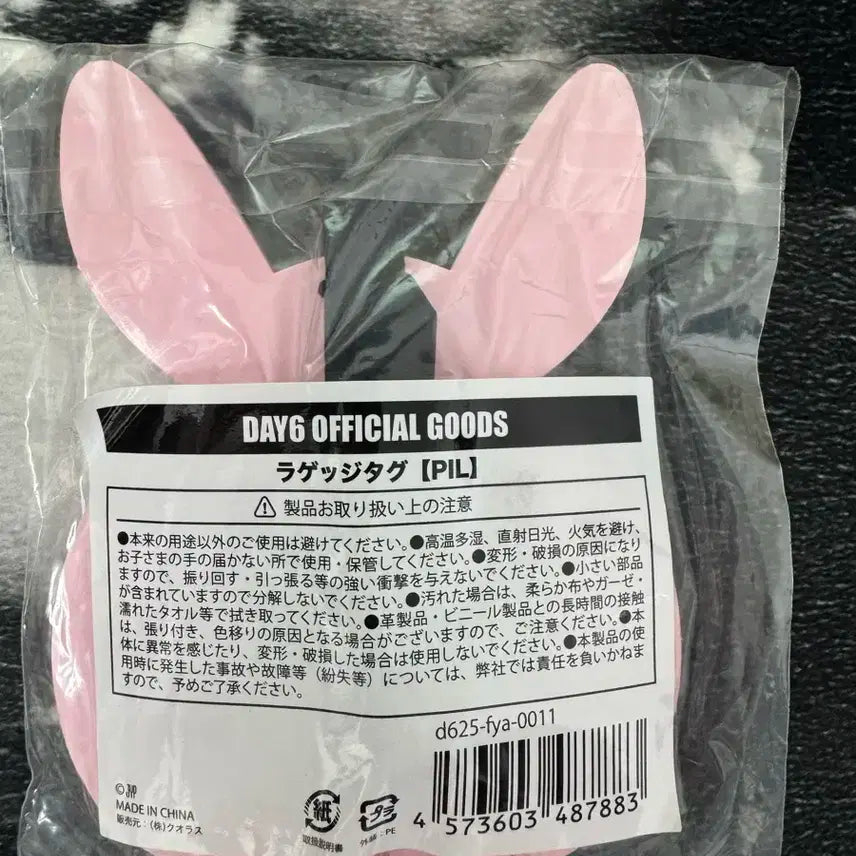 DAY6 OFFICIAL GOODS
ラゲッジタグ【PIL】
⚠ 製品お取り扱い上の注意
●本来の用途以外のご使用は避けてください。●高温多湿、直射日光、火気を避け、
お子さまの手の届かない所で使用・保管してください。●変形・破損の原因になり
ますので、振り回す・引っ張る等の強い衝撃を与えないでください。●小さい部品
が含まれていますので分解しないでください。●汚れた場合は、柔らか布やガーゼ・
濡れたタオル等で拭き取ってください。●革製品・ビニール製品との長時間の接触
は、張り付き、色移りの原因となる場合がございますので、ご注意ください。●本
体に異常を感じたり、変形・破損した場合は使用しないでください。●本製品の使
用時に発生した事故や故障等（紛失等）については、弊社では責任を負いかねま
すので、予めご了承ください。
d625-fya-0011
©JYP
MADE IN CHINA
販売元：（株）クオラス
紙
取扱説明書
プラ
外装：PE
4 573603 487883